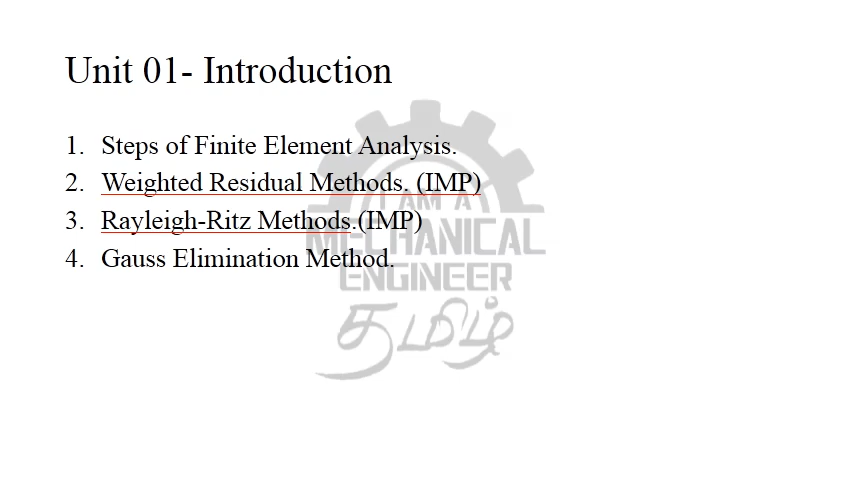 Unit 01- Introduction
1. Steps of Finite Element Analysis.
2. Weighted Residual Methods. (IMP)
3. Rayleigh-Ritz Methods.(IMP)
4. Gauss Elimination Method.
I AM A
MECHANICAL
ENGINEER
தமிழ்